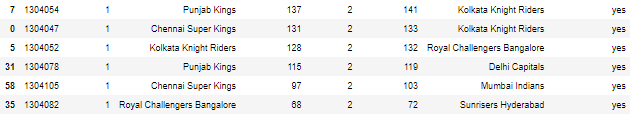 7 1304054 1 Punjab Kings 137 2 141 Kolkata Knight Riders yes
0 1304047 1 Chennai Super Kings 131 2 133 Kolkata Knight Riders yes
5 1304052 1 Kolkata Knight Riders 128 2 132 Royal Challengers Bangalore yes
31 1304078 1 Punjab Kings 115 2 119 Delhi Capitals yes
58 1304105 1 Chennai Super Kings 97 2 103 Mumbai Indians yes
35 1304082 1 Royal Challengers Bangalore 68 2 72 Sunrisers Hyderabad yes